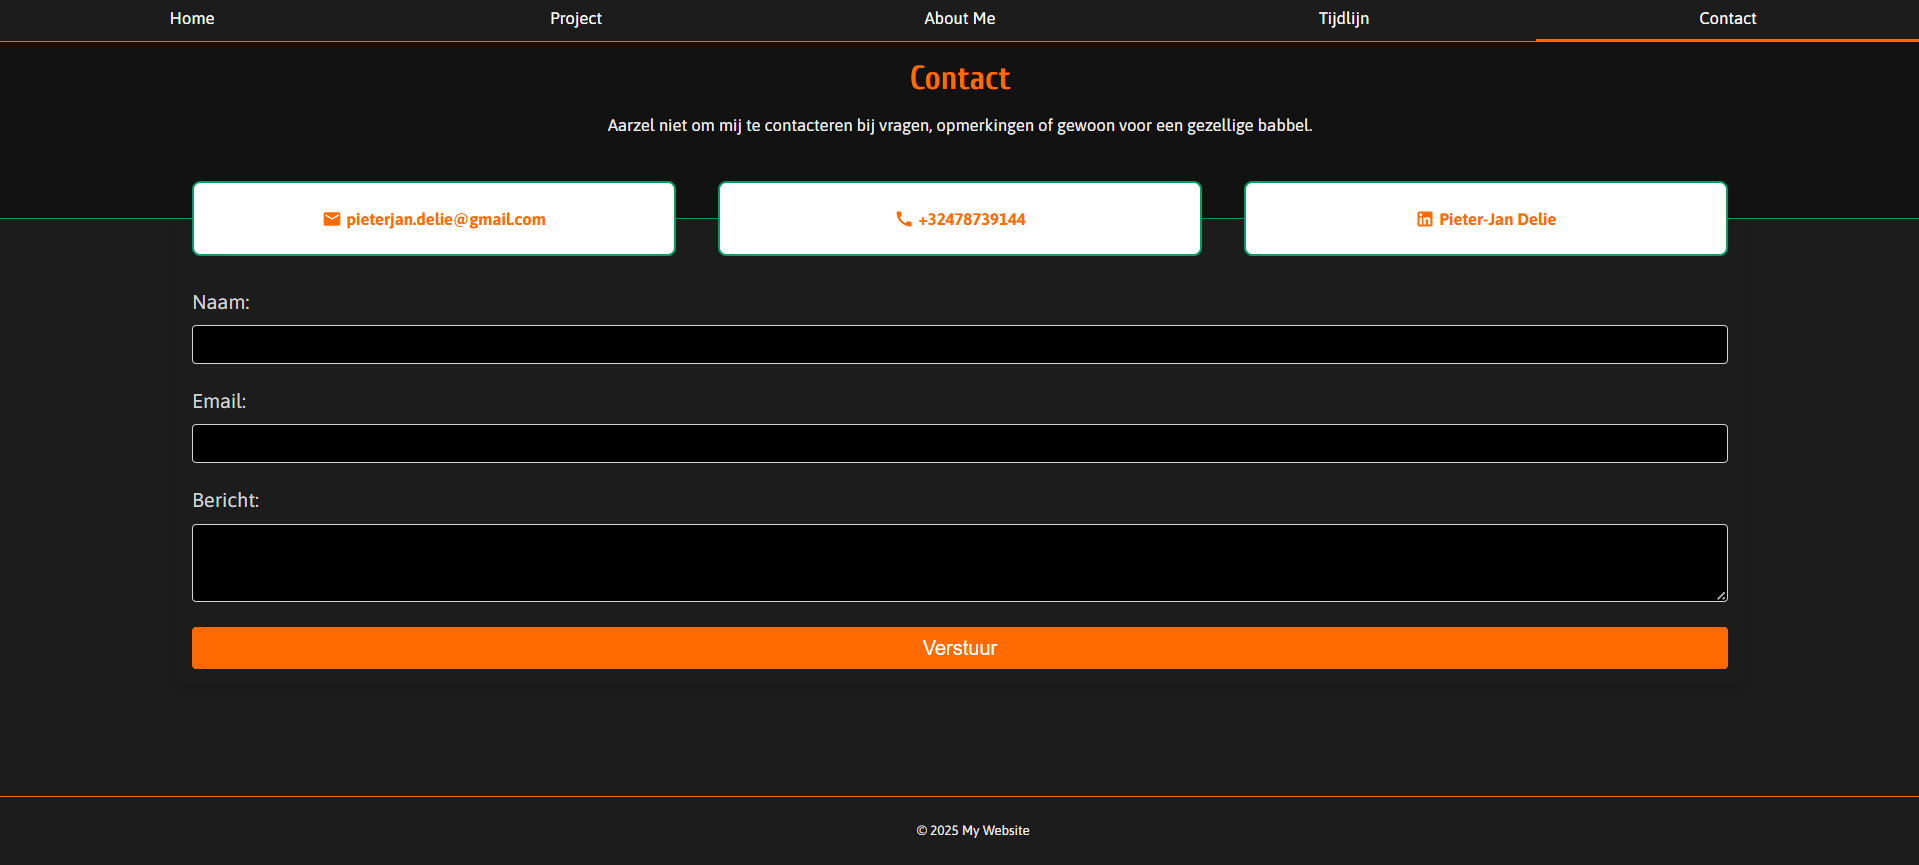 Home Project About Me Tijdlijn Contact
Contact
Aarzel niet om mij te contacteren bij vragen, opmerkingen of gewoon voor een gezellige babbel.
pieterjan.delie@gmail.com +32478739144 Pieter-Jan Delie
Naam:
Email:
Bericht:
Verstuur
© 2025 My Website